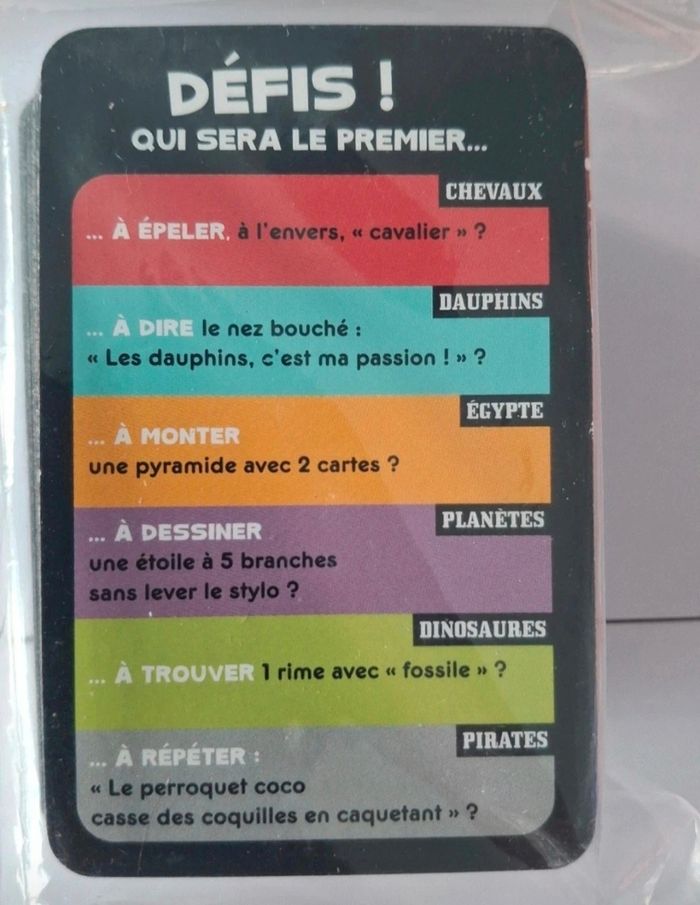 DÉFIS !
QUI SERA LE PREMIER...
CHEVAUX
... À ÉPELER, à l'envers, « cavalier » ?
DAUPHINS
... À DIRE le nez bouché :
« Les dauphins, c'est ma passion ! » ?
ÉGYPTE
... À MONTER
une pyramide avec 2 cartes ?
PLANÈTES
... À DESSINER
une étoile à 5 branches
sans lever le stylo ?
DINOSAURES
... À TROUVER 1 rime avec « fossile » ?
PIRATES
... À RÉPÉTER :
« Le perroquet coco
casse des coquilles en caquetant » ?